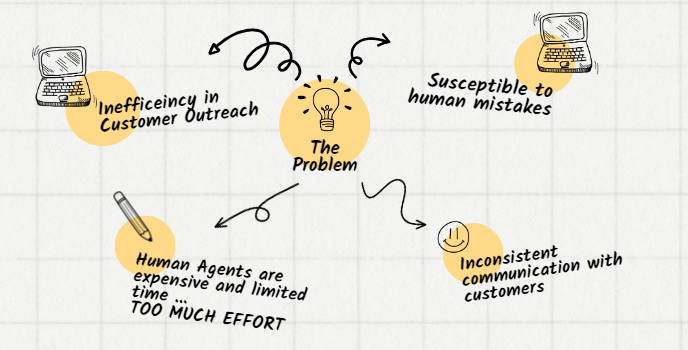 Inefficeincy in
Customer Outreach
Susceptible to
human mistakes
The
Problem
Human Agents are
expensive and limited
time ...
TOO MUCH EFFORT
Inconsistent
communication with
customers